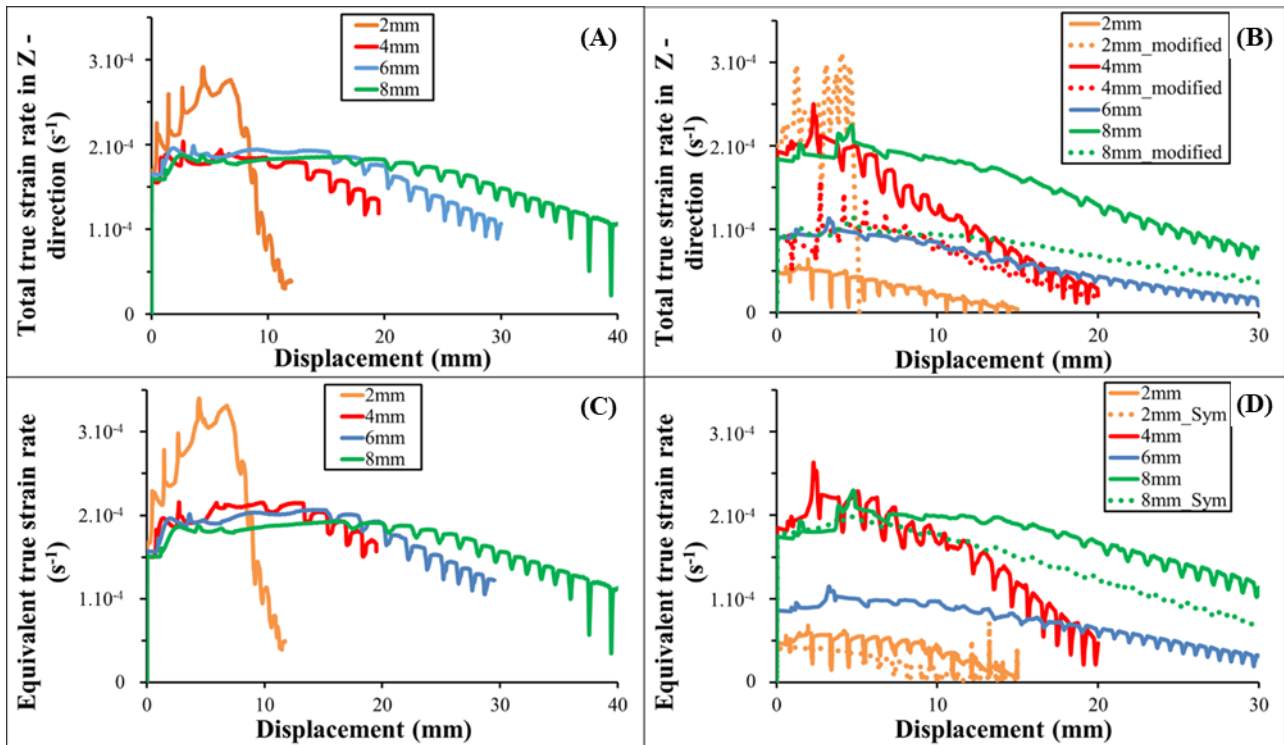 (A)
Total true strain rate in Z -
direction (s⁻¹)
3.10⁻⁴
2.10⁻⁴
1.10⁻⁴
0
2mm
4mm
6mm
8mm
0 10 20 30 40
Displacement (mm)
(B)
Total true strain rate in Z -
direction (s⁻¹)
3.10⁻⁴
2.10⁻⁴
1.10⁻⁴
0
2mm
2mm_modified
4mm
4mm_modified
6mm
8mm
8mm_modified
0 10 20 30
Displacement (mm)
(C)
Equivalent true strain rate
(s⁻¹)
3.10⁻⁴
2.10⁻⁴
1.10⁻⁴
0
2mm
4mm
6mm
8mm
0 10 20 30 40
Displacement (mm)
(D)
Equivalent true strain rate
(s⁻¹)
3.10⁻⁴
2.10⁻⁴
1.10⁻⁴
0
2mm
2mm_Sym
4mm
6mm
8mm
8mm_Sym
0 10 20 30
Displacement (mm)